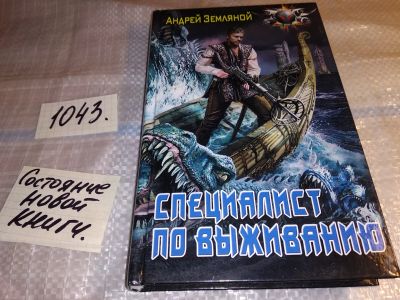 Андрей Земляной
1043.
Состояние
новой
книги.
СПЕЦИАЛИСТ
ПО ВЫЖИВАНИЮ